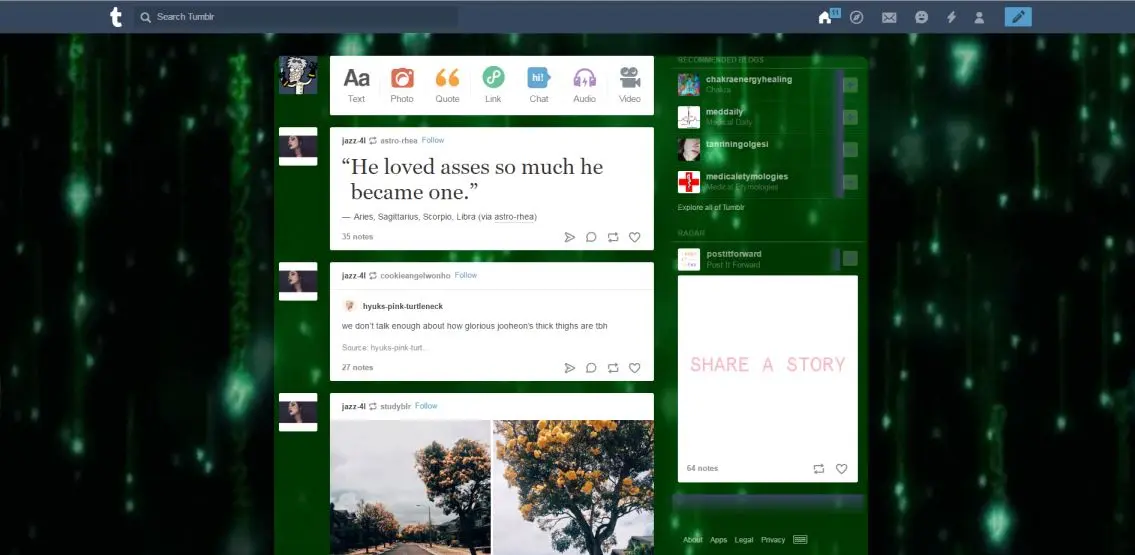 t
Search Tumblr
11
Aa
hi!
Text Photo Quote Link Chat Audio Video
jazz-4l astro-rhea Follow
“He loved asses so much he
became one.”
— Aries, Sagittarius, Scorpio, Libra (via astro-rhea)
35 notes
jazz-4l cookieangelwonho Follow
hyuks-pink-turtleneck
we don't talk enough about how glorious jooheon's thick thighs are tbh
Source: hyuks-pink-turt...
27 notes
jazz-4l studyblr Follow
RECOMMENDED BLOGS
chakraenergyhealing
Chakra
meddaily
Medical Daily
tanriningolgesi
medicaletymologies
Medical Etymologies
Explore all of Tumblr
RADAR
postitforward
Post It Forward
SHARE A STORY
64 notes
About Apps Legal Privacy